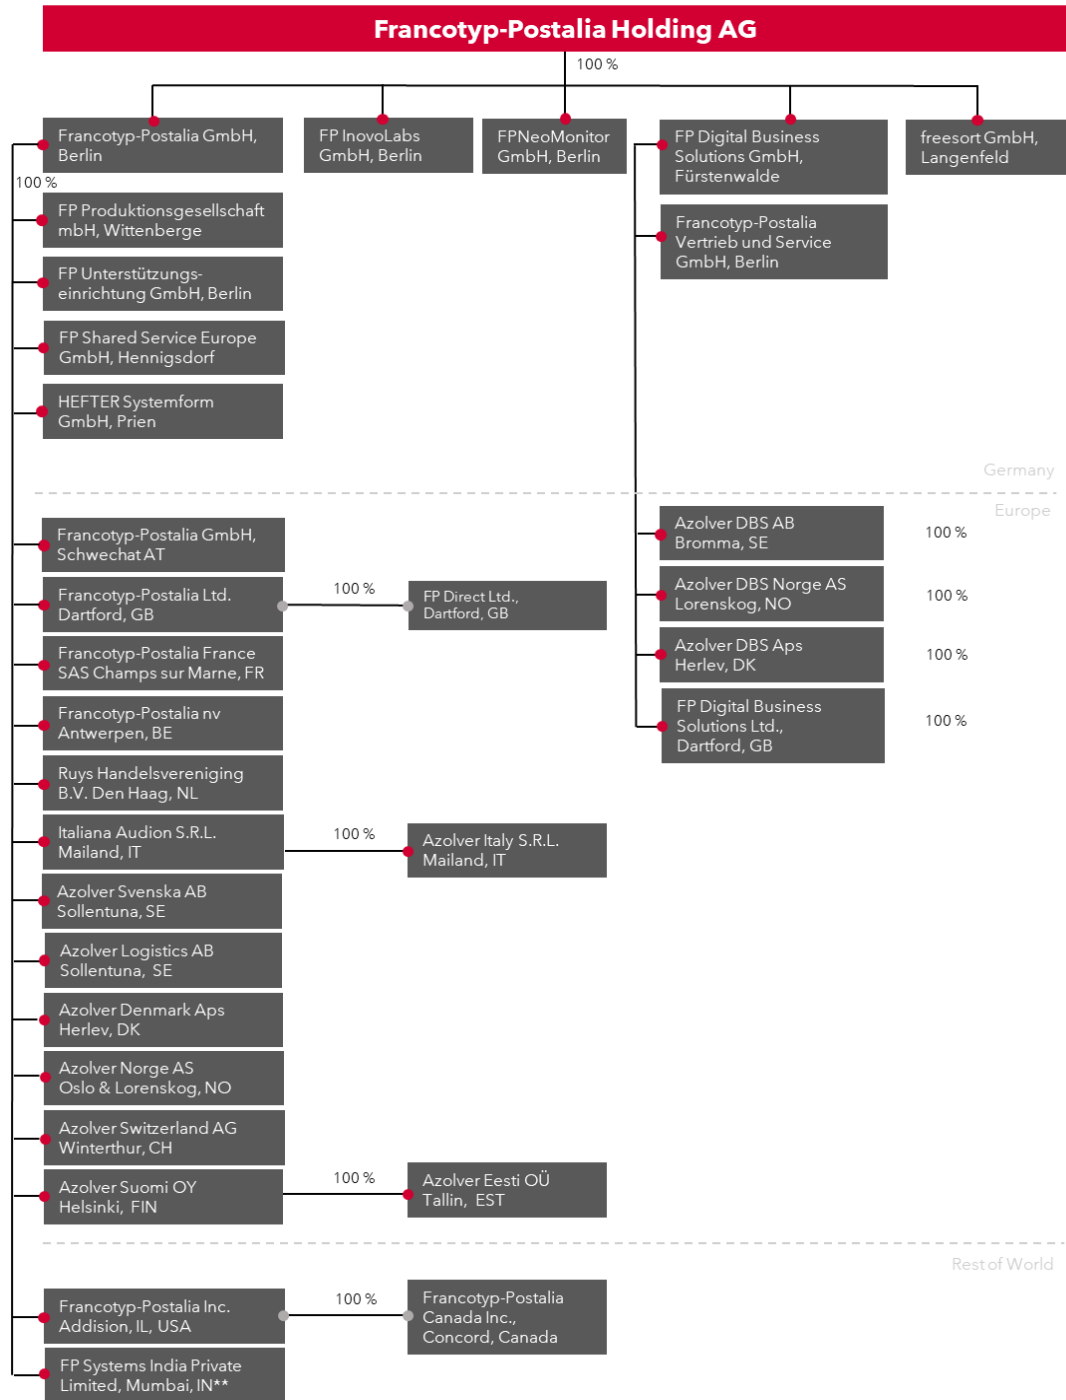 Francotyp-Postalia Holding AG
100 %
Francotyp-Postalia GmbH,
Berlin
FP InovoLabs
GmbH, Berlin
FPNeoMonitor
GmbH, Berlin
FP Digital Business
Solutions GmbH,
Fürstenwalde
freesort GmbH,
Langenfeld
100 %
FP Produktionsgesellschaft
mbH, Wittenberge
Francotyp-Postalia
Vertrieb und Service
GmbH, Berlin
FP Unterstützungs-
einrichtung GmbH, Berlin
FP Shared Service Europe
GmbH, Hennigsdorf
HEFTER Systemform
GmbH, Prien
Germany
Europe
Francotyp-Postalia GmbH,
Schwechat AT
Francotyp-Postalia Ltd.
Dartford, GB
100 %
FP Direct Ltd.,
Dartford, GB
Francotyp-Postalia France
SAS Champs sur Marne, FR
Francotyp-Postalia nv
Antwerpen, BE
Ruys Handelsvereniging
B.V. Den Haag, NL
Italiana Audion S.R.L.
Mailand, IT
100 %
Azolver Italy S.R.L.
Mailand, IT
Azolver Svenska AB
Sollentuna, SE
Azolver Logistics AB
Sollentuna, SE
Azolver Denmark Aps
Herlev, DK
Azolver Norge AS
Oslo & Lorenskog, NO
Azolver Switzerland AG
Winterthur, CH
Azolver Suomi OY
Helsinki, FIN
100 %
Azolver Eesti OÜ
Tallin, EST
Azolver DBS AB
Bromma, SE
100 %
Azolver DBS Norge AS
Lorenskog, NO
100 %
Azolver DBS Aps
Herlev, DK
100 %
FP Digital Business
Solutions Ltd.,
Dartford, GB
100 %
Rest of World
Francotyp-Postalia Inc.
Addision, IL, USA
100 %
Francotyp-Postalia
Canada Inc.,
Concord, Canada
FP Systems India Private
Limited, Mumbai, IN**